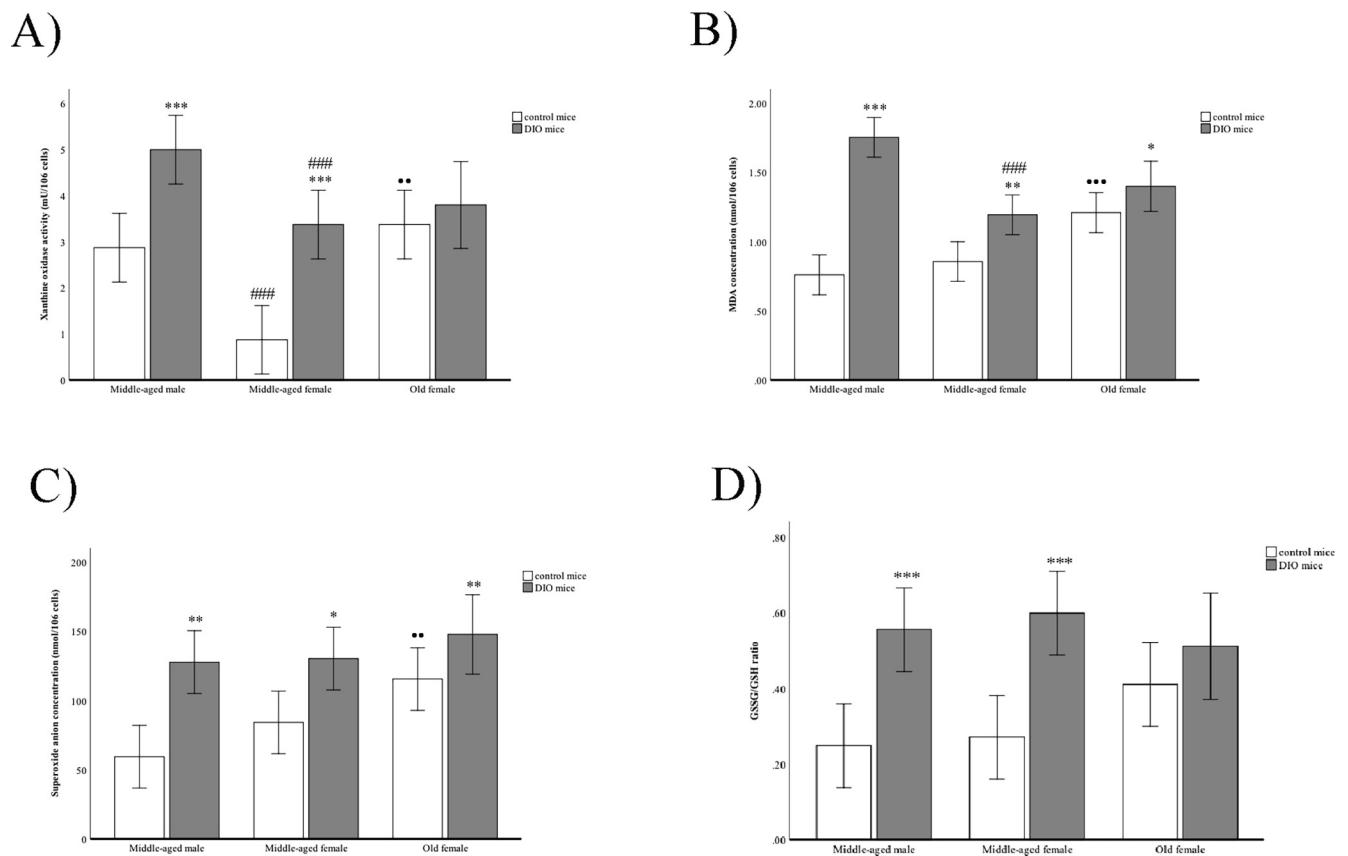 A)
Xanthine oxidase activity (mU/106 cells)
6
5
4
3
2
1
0
***
###
###
***
••
control mice
DIO mice
Middle-aged male
Middle-aged female
Old female
B)
MDA concentration (nmol/106 cells)
2.00
1.50
1.00
.50
.00
***
###
**
•••
*
control mice
DIO mice
Middle-aged male
Middle-aged female
Old female
C)
Superoxide anion concentration (nmol/106 cells)
200
150
100
50
0
**
*
••
**
control mice
DIO mice
Middle-aged male
Middle-aged female
Old female
D)
GSSG/GSH ratio
.80
.60
.40
.20
.00
***
***
control mice
DIO mice
Middle-aged male
Middle-aged female
Old female